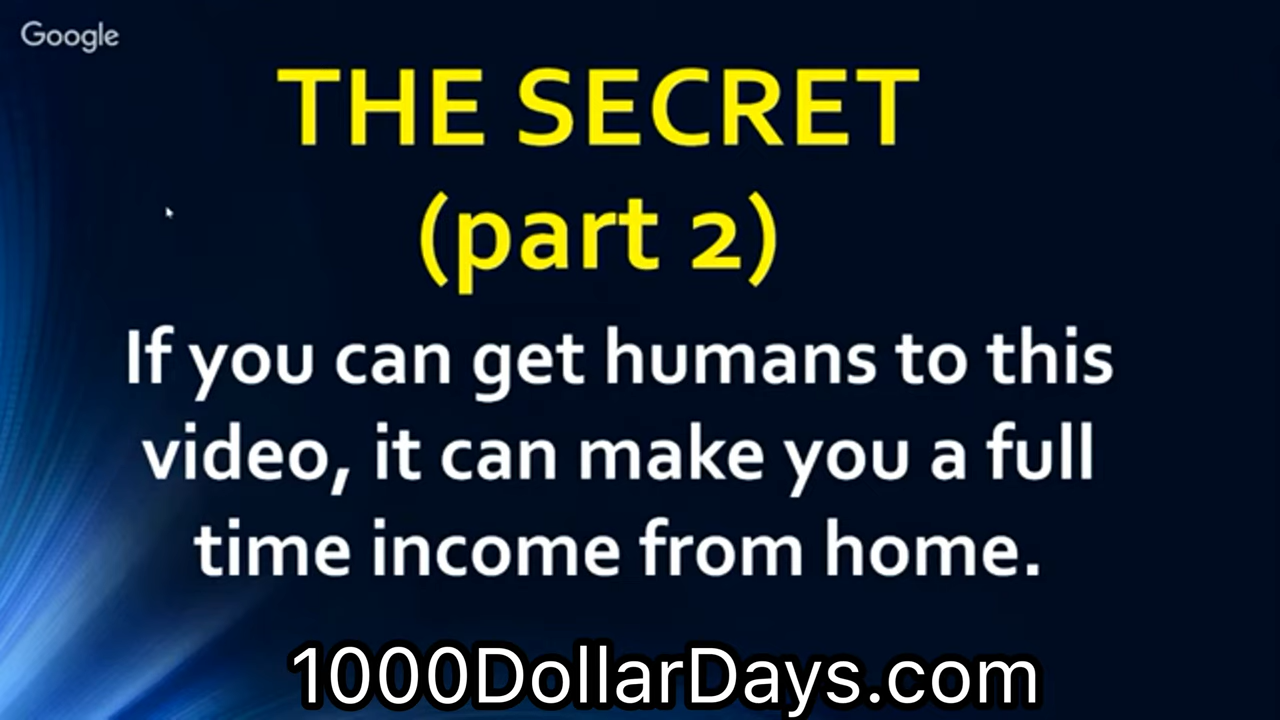 Google
THE SECRET
(part 2)
If you can get humans to this
video, it can make you a full
time income from home.
1000DollarDays.com